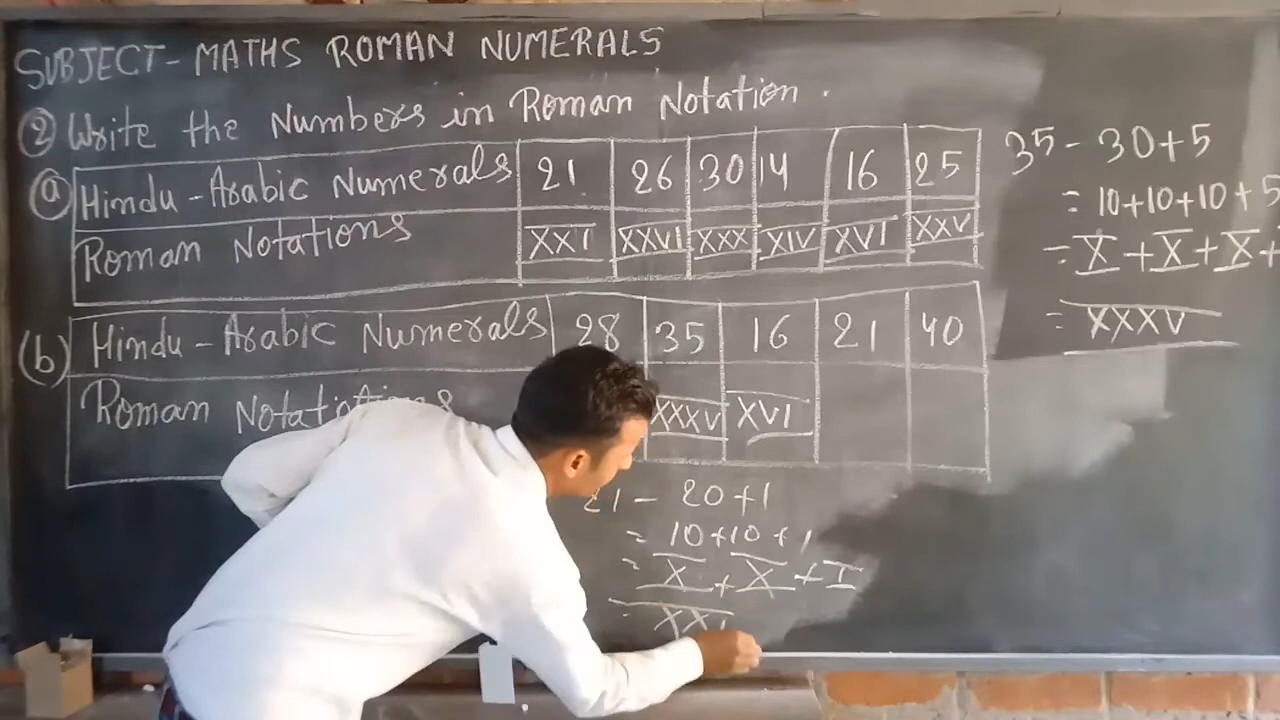 SUBJECT- MATHS ROMAN NUMERALS
② Write the Numbers in Roman Notation.
ⓐ Hindu-Arabic Numerals 21 26 30 14 16 25
Roman Notations XXI XXVI XXX XIV XVI XXV
(b) Hindu-Arabic Numerals 28 35 16 21 40
Roman Notations XXXV XVI
35 - 30+5
= 10+10+10+5
= X+X+X+
= XXXV
21 - 20+1
= 10+10+1
= X+X+I
= XXI